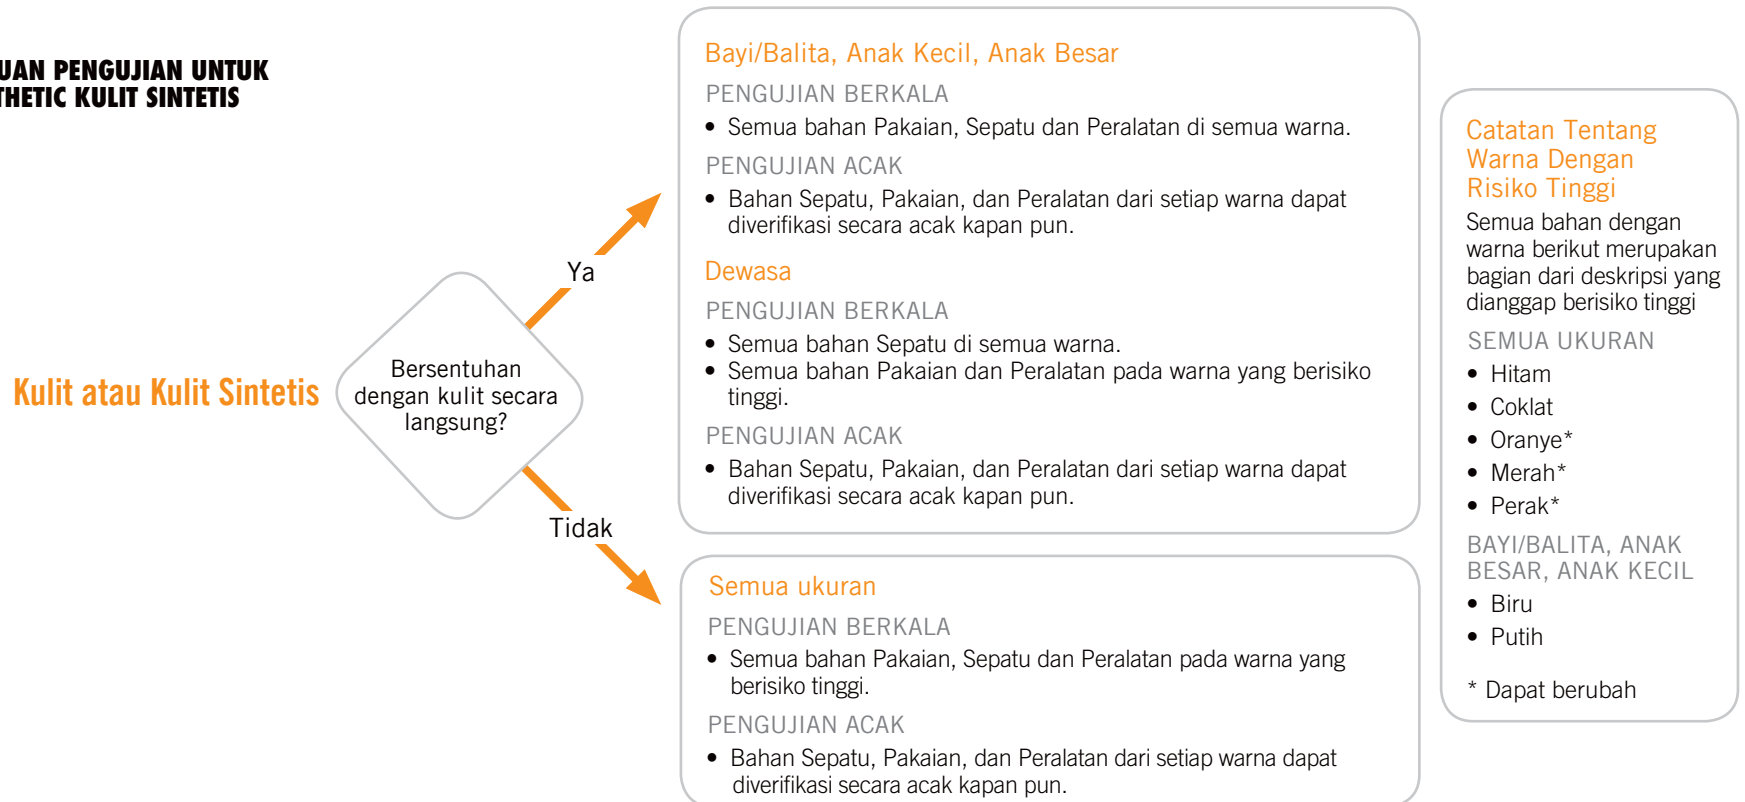 UAN PENGUJIAN UNTUK
THETIC KULIT SINTETIS
Kulit atau Kulit Sintetis
Bersentuhan
dengan kulit secara
langsung?
Ya
Tidak
Bayi/Balita, Anak Kecil, Anak Besar
PENGUJIAN BERKALA
• Semua bahan Pakaian, Sepatu dan Peralatan di semua warna.
PENGUJIAN ACAK
• Bahan Sepatu, Pakaian, dan Peralatan dari setiap warna dapat
diverifikasi secara acak kapan pun.
Dewasa
PENGUJIAN BERKALA
• Semua bahan Sepatu di semua warna.
• Semua bahan Pakaian dan Peralatan pada warna yang berisiko
tinggi.
PENGUJIAN ACAK
• Bahan Sepatu, Pakaian, dan Peralatan dari setiap warna dapat
diverifikasi secara acak kapan pun.
Semua ukuran
PENGUJIAN BERKALA
• Semua bahan Pakaian, Sepatu dan Peralatan pada warna yang
berisiko tinggi.
PENGUJIAN ACAK
• Bahan Sepatu, Pakaian, dan Peralatan dari setiap warna dapat
diverifikasi secara acak kapan pun.
Catatan Tentang
Warna Dengan
Risiko Tinggi
Semua bahan dengan
warna berikut merupakan
bagian dari deskripsi yang
dianggap berisiko tinggi
SEMUA UKURAN
• Hitam
• Coklat
• Oranye*
• Merah*
• Perak*
BAYI/BALITA, ANAK
BESAR, ANAK KECIL
• Biru
• Putih
* Dapat berubah